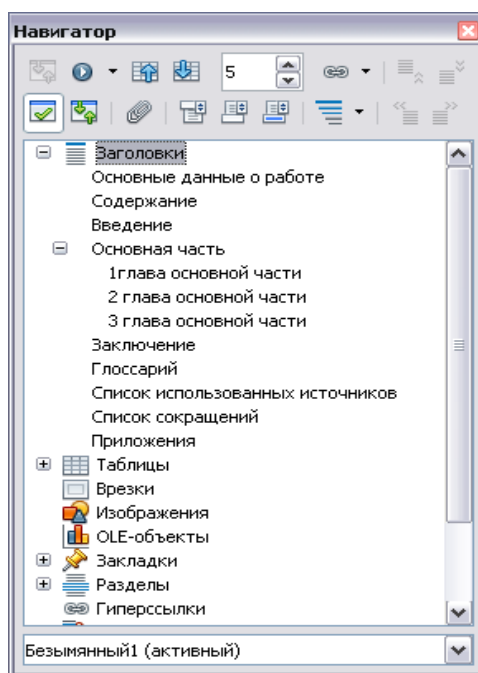 Навигатор
5
Заголовки
Основные данные о работе
Содержание
Введение
Основная часть
1глава основной части
2 глава основной части
3 глава основной части
Заключение
Глоссарий
Список использованных источников
Список сокращений
Приложения
Таблицы
Врезки
Изображения
OLE-объекты
Закладки
Разделы
Гиперссылки
Безымянный1 (активный)